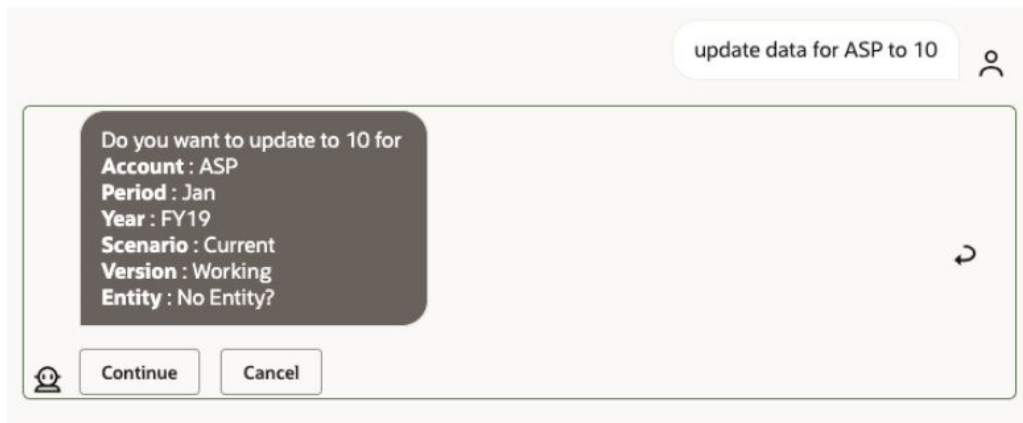 update data for ASP to 10
Do you want to update to 10 for
Account : ASP
Period : Jan
Year : FY19
Scenario : Current
Version : Working
Entity : No Entity?
Continue
Cancel